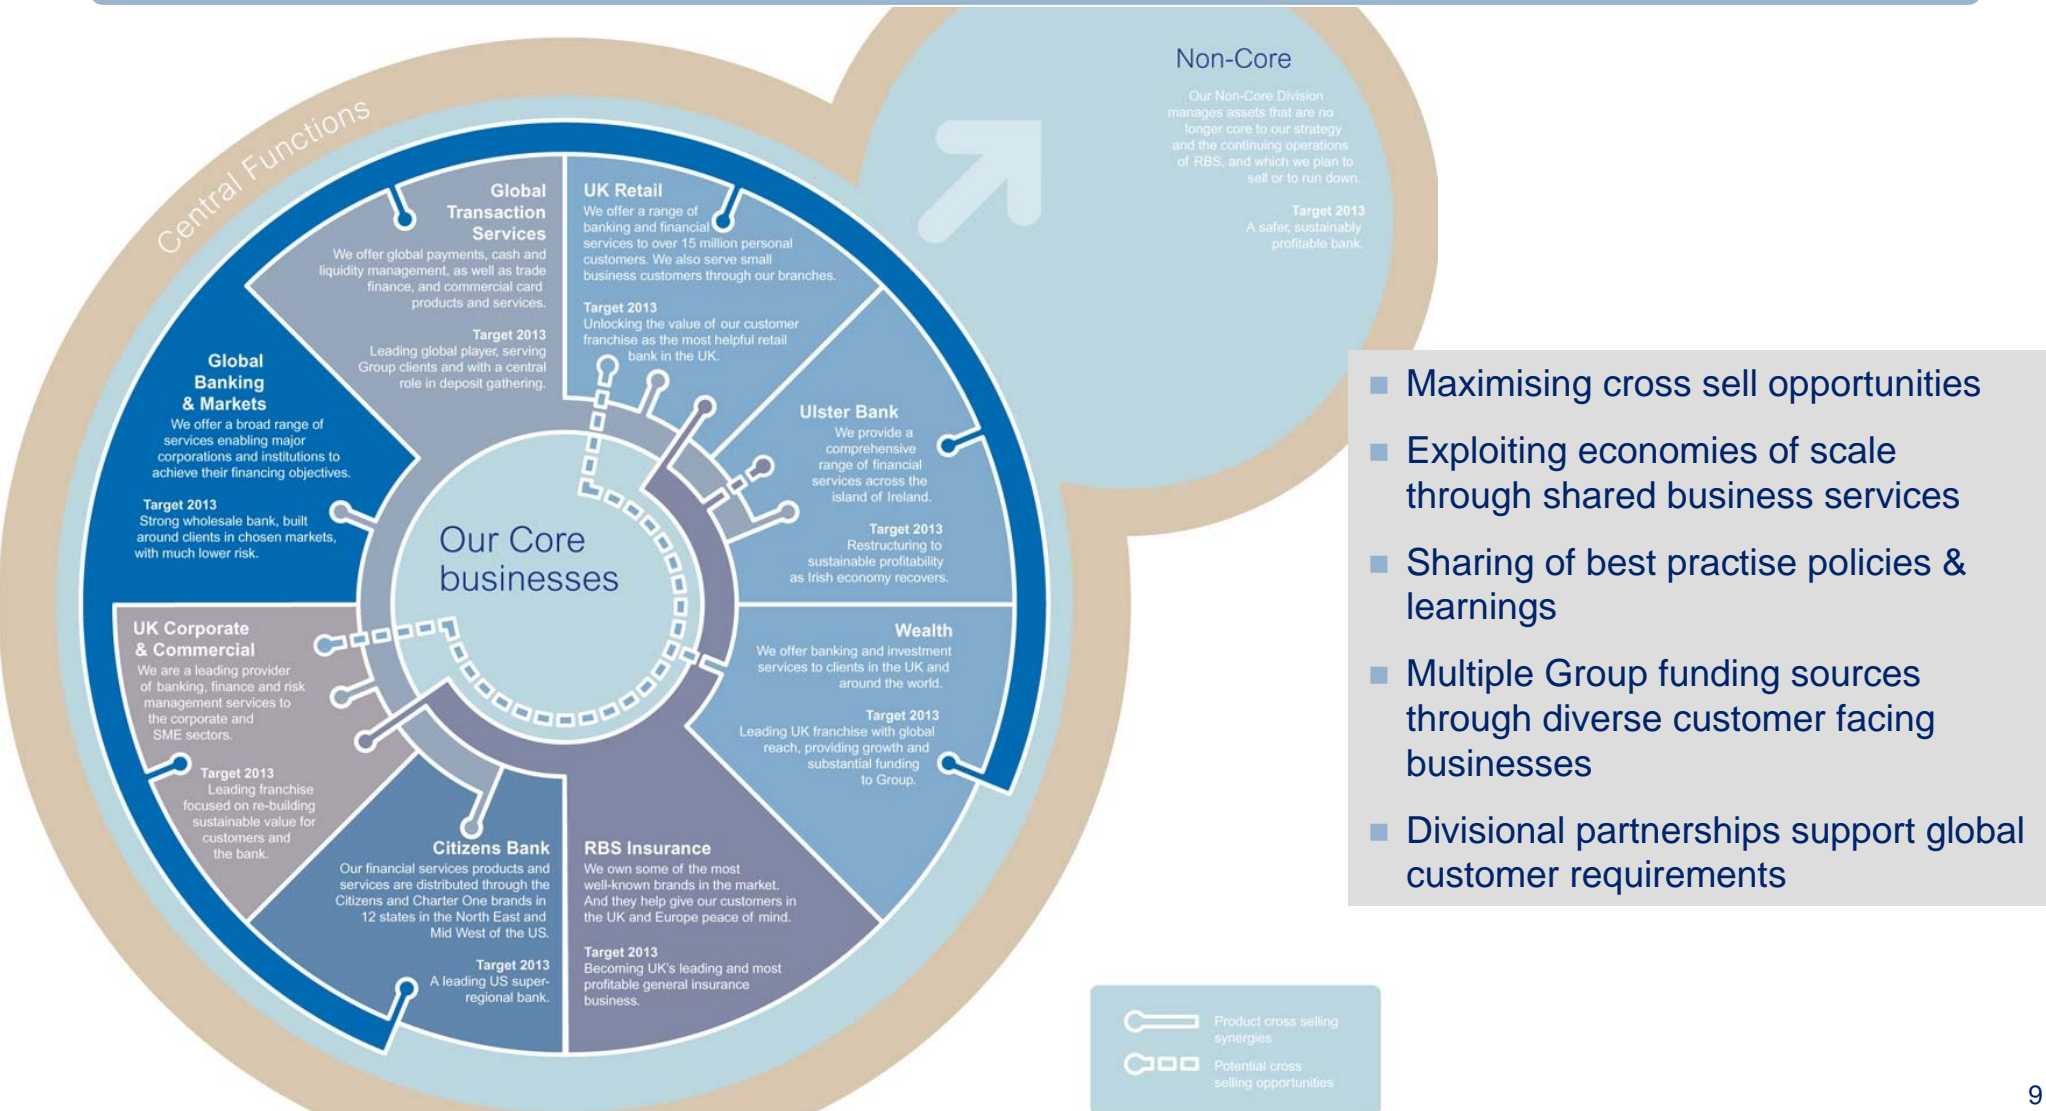 Central Functions
Non-Core
Our Non-Core Division
manages assets that are no
longer core to our strategy
and the continuing operations
of RBS, and which we plan to
sell or to run down.
Target 2013
A safer, sustainably
profitable bank.
Global
Transaction
Services
We offer global payments, cash and
liquidity management, as well as trade
finance, and commercial card
products and services.
Target 2013
Leading global player, serving
Group clients and with a central
role in deposit gathering.
UK Retail
We offer a range of
banking and financial
services to over 15 million personal
customers. We also serve small
business customers through our branches.
Target 2013
Unlocking the value of our customer
franchise as the most helpful retail
bank in the UK.
Global
Banking
& Markets
We offer a broad range of
services enabling major
corporations and institutions to
achieve their financing objectives.
Target 2013
Strong wholesale bank, built
around clients in chosen markets,
with much lower risk.
Ulster Bank
We provide a
comprehensive
range of financial
services across the
island of Ireland.
Target 2013
Restructuring to
sustainable profitability
as Irish economy recovers.
Our Core
businesses
UK Corporate
& Commercial
We are a leading provider
of banking, finance and risk
management services to
the corporate and
SME sectors.
Target 2013
Leading franchise
focused on re-building
sustainable value for
customers and
the bank.
Wealth
We offer banking and investment
services to clients in the UK and
around the world.
Target 2013
Leading UK franchise with global
reach, providing growth and
substantial funding
to Group.
Citizens Bank
Our financial services products and
services are distributed through the
Citizens and Charter One brands in
12 states in the North East and
Mid West of the US.
Target 2013
A leading US super-
regional bank.
RBS Insurance
We own some of the most
well-known brands in the market.
And they help give our customers in
the UK and Europe peace of mind.
Target 2013
Becoming UK's leading and most
profitable general insurance
business.
Maximising cross sell opportunities
Exploiting economies of scale
through shared business services
Sharing of best practise policies &
learnings
Multiple Group funding sources
through diverse customer facing
businesses
Divisional partnerships support global
customer requirements
Product cross selling
synergies
Potential cross
selling opportunities
9